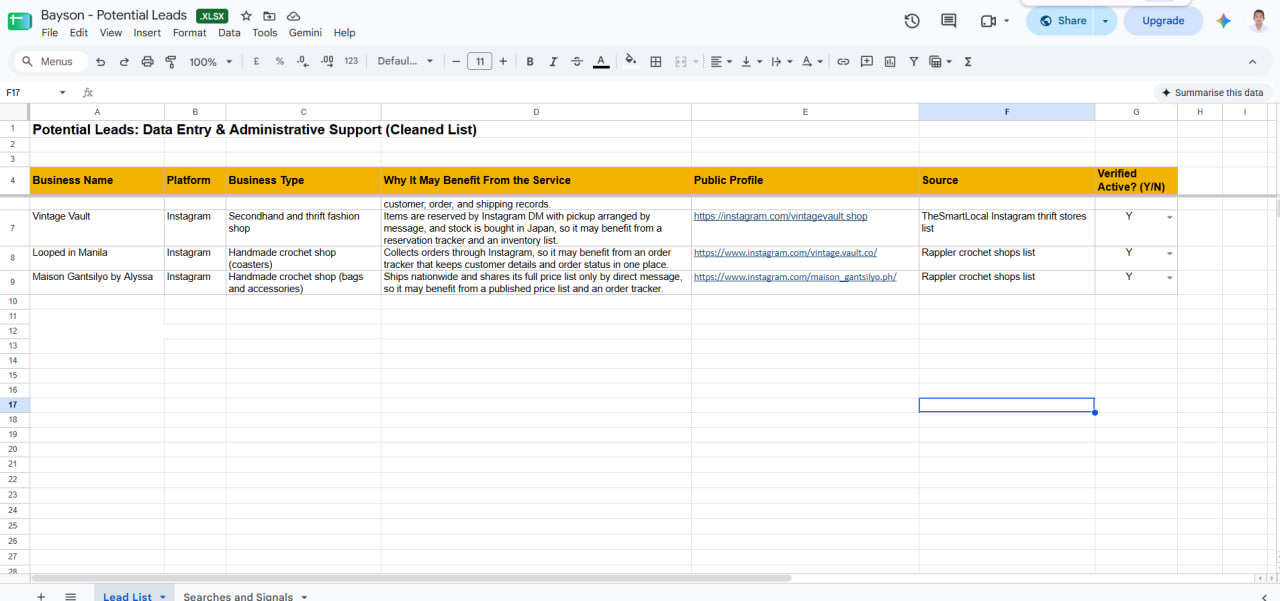 Bayson - Potential Leads .XLSX
File Edit View Insert Format Data Tools Gemini Help
Share
Upgrade
Menus
100%
£ % .0 .00 123
Defaul...
11
B I A
F17
fx
Summarise this data
A B C D E F G H I
1 Potential Leads: Data Entry & Administrative Support (Cleaned List)
2
3
4 Business Name Platform Business Type Why It May Benefit From the Service Public Profile Source Verified
Active? (Y/N)
customer, order, and shipping records.
7 Vintage Vault Instagram Secondhand and thrift fashion
shop
Items are reserved by Instagram DM with pickup arranged by
message, and stock is bought in Japan, so it may benefit from a
reservation tracker and an inventory list.
https://instagram.com/vintagevault.shop
TheSmartLocal Instagram thrift stores
list
Y
8 Looped in Manila Instagram Handmade crochet shop
(coasters)
Collects orders through Instagram, so it may benefit from an order
tracker that keeps customer details and order status in one place.
https://www.instagram.com/vintage.vault.co/
Rappler crochet shops list
Y
9 Maison Gantsilyo by Alyssa Instagram Handmade crochet shop (bags
and accessories)
Ships nationwide and shares its full price list only by direct message,
so it may benefit from a published price list and an order tracker.
https://www.instagram.com/maison_gantsilyo.ph/
Rappler crochet shops list
Y
10
11
12
13
14
15
16
17
18
19
20
21
22
23
24
25
26
27
28
Lead List Searches and Signals